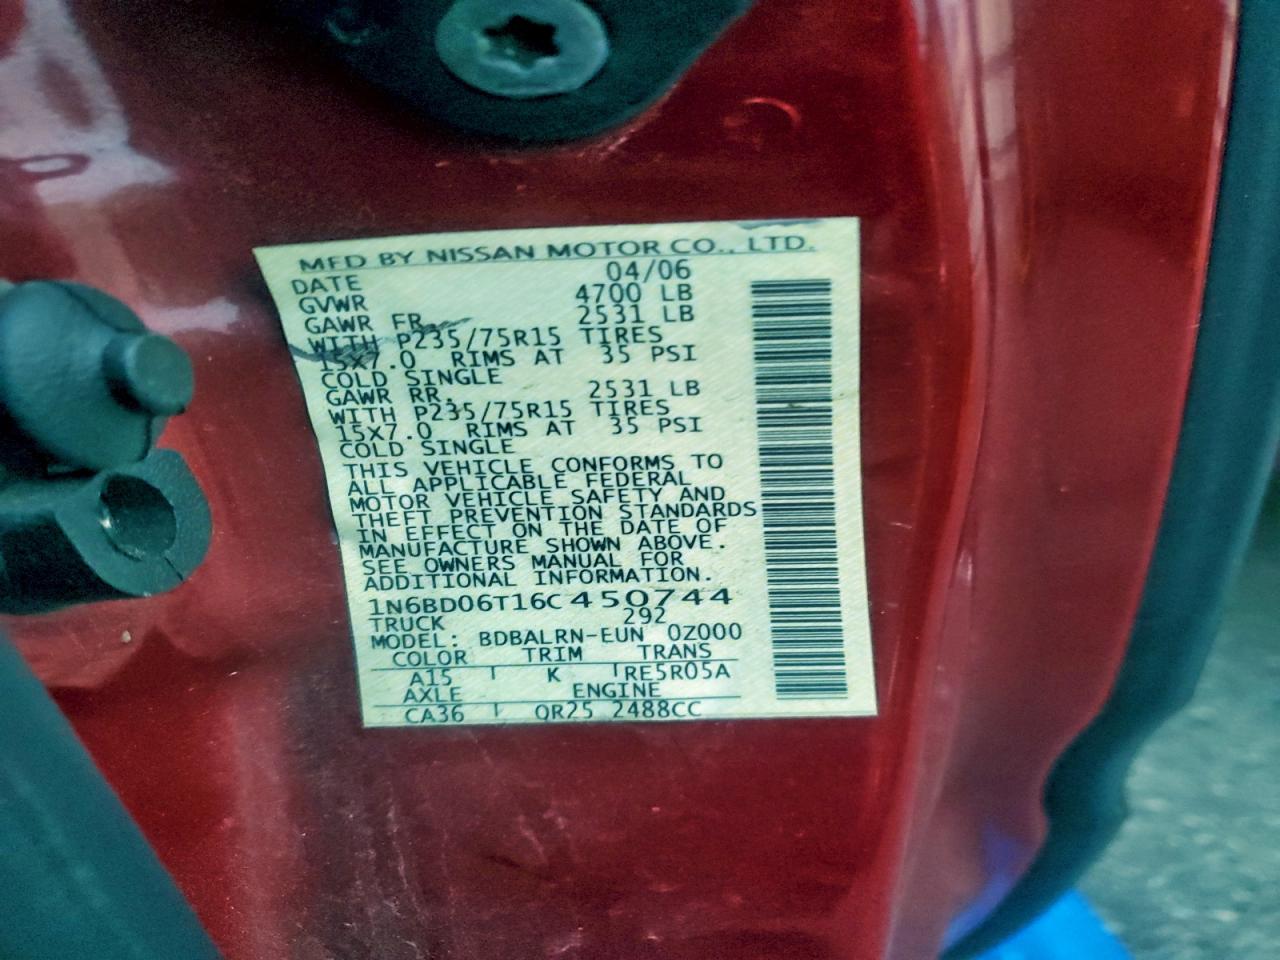 MFD BY NISSAN MOTOR CO., LTD.
DATE 04/06
GVWR 4700 LB
GAWR FR. 2531 LB
WITH P235/75R15 TIRES
15X7.0 RIMS AT 35 PSI
COLD SINGLE
GAWR RR. 2531 LB
WITH P235/75R15 TIRES
15X7.0 RIMS AT 35 PSI
COLD SINGLE
THIS VEHICLE CONFORMS TO
ALL APPLICABLE FEDERAL
MOTOR VEHICLE SAFETY AND
THEFT PREVENTION STANDARDS
IN EFFECT ON THE DATE OF
MANUFACTURE SHOWN ABOVE.
SEE OWNERS MANUAL FOR
ADDITIONAL INFORMATION.
1N6BD06T16C450744
TRUCK 292
MODEL: BDBALRN-EUN 0Z000
COLOR TRIM TRANS
A15 K RE5R05A
AXLE ENGINE
CA36 QR25 2488CC